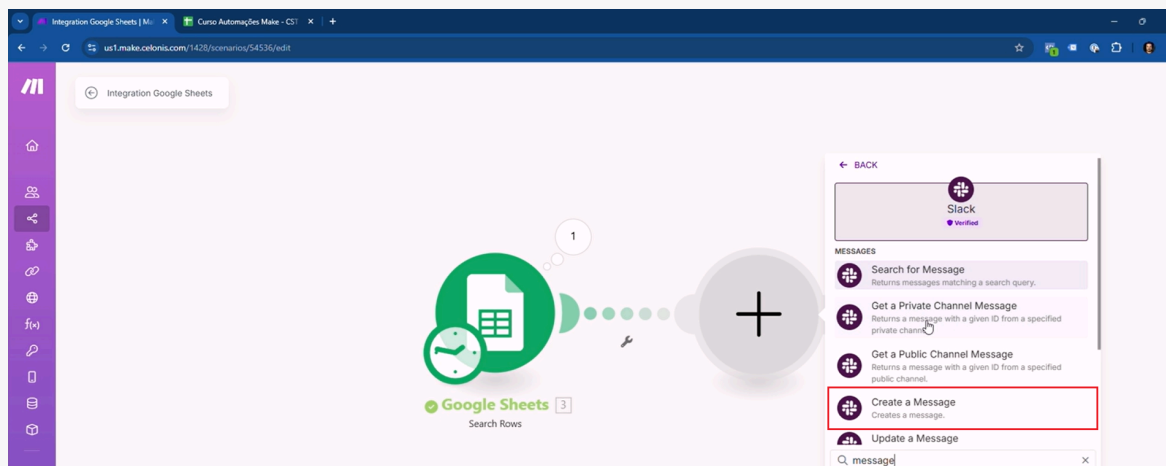 Integration Google Sheets | Ma
Curso Automações Make - CST
us1.make.celonis.com/1428/scenarios/54536/edit
1
Integration Google Sheets
BACK
Slack
Verified
MESSAGES
Search for Message
Returns messages matching a search query.
Get a Private Channel Message
Returns a message with a given ID from a specified
private channel.
Get a Public Channel Message
Returns a message with a given ID from a specified
public channel.
Create a Message
Creates a message.
Update a Message
message
1
Google Sheets 3
Search Rows
f(x)